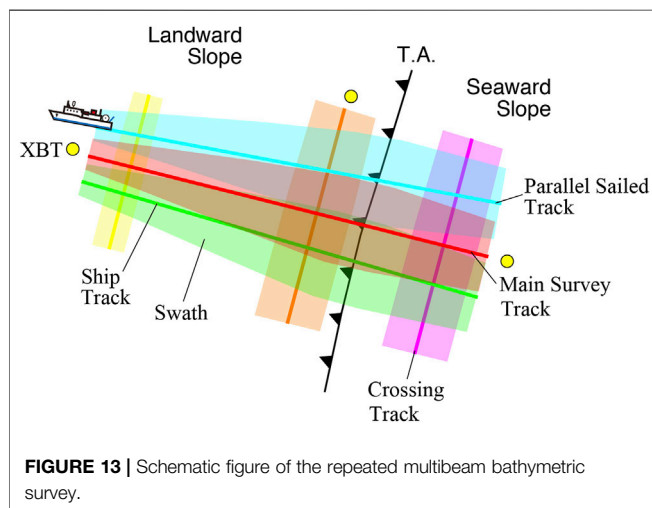 Landward
Slope
T.A.
Seaward
Slope
XBT
Parallel Sailed
Track
Ship
Track
Swath
Main Survey
Track
Crossing
Track
FIGURE 13 | Schematic figure of the repeated multibeam bathymetric
survey.